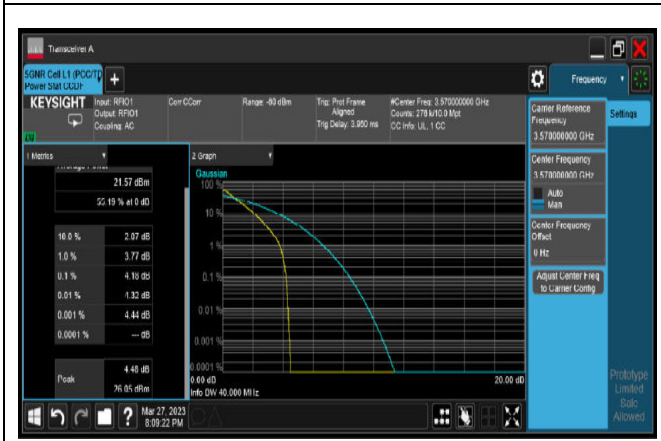 Transceiver A
5GNR Cell L1 (PCC/TD
Power Stat CCDF
+
KEYSIGHT
Input: RFIO1
Output: RFIO1
Coupling: AC
Corr CCorr
Range: -80 dBm
Trig: Prot Frame
Aligned
Trig Delay: 3.950 ms
#Center Freq: 3.570000000 GHz
Counts: 278 k/10.0 Mpt
CC Info: UL, 1 CC
Frequency
Settings
1 Metrics
Average Power
21.57 dBm
55.19 % at 0 dB
10.0 % 2.87 dB
1.0 % 3.77 dB
0.1 % 4.18 dB
0.01 % 4.32 dB
0.001 % 4.44 dB
0.0001 % --- dB
Peak
4.48 dB
26.05 dBm
2 Graph
Gaussian
100 %
10 %
1 %
0.1 %
0.01 %
0.001 %
0.0001 %
0.00 dB
20.00 dB
Info BW 40.000 MHz
Carrier Reference
Frequency
3.570000000 GHz
Center Frequency
3.570000000 GHz
Auto
Man
Center Frequency
Offset
0 Hz
Adjust Center Freq
to Carrier Config
Prototype
Limited
Sale
Allowed
?
Mar 27, 2023
8:09:22 PM